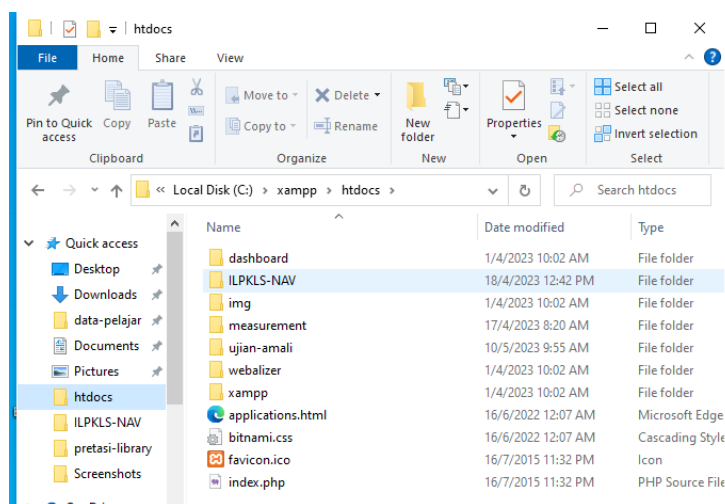 htdocs
File Home Share View
Pin to Quick access
Copy
Paste
Move to
Copy to
Delete
Rename
New folder
Properties
Select all
Select none
Invert selection
Clipboard Organize New Open Select
« Local Disk (C:) > xampp > htdocs >
Search htdocs
Name Date modified Type
Quick access
Desktop
Downloads
data-pelajar
Documents
Pictures
htdocs
ILPKLS-NAV
pretasi-library
Screenshots
dashboard 1/4/2023 10:02 AM File folder
ILPKLS-NAV 18/4/2023 12:42 PM File folder
img 1/4/2023 10:02 AM File folder
measurement 17/4/2023 8:20 AM File folder
ujian-amali 10/5/2023 9:55 AM File folder
webalizer 1/4/2023 10:02 AM File folder
xampp 1/4/2023 10:02 AM File folder
applications.html 16/6/2022 12:07 AM Microsoft Edge
bitnami.css 16/6/2022 12:07 AM Cascading Style
favicon.ico 16/7/2015 11:32 PM Icon
index.php 16/7/2015 11:32 PM PHP Source File